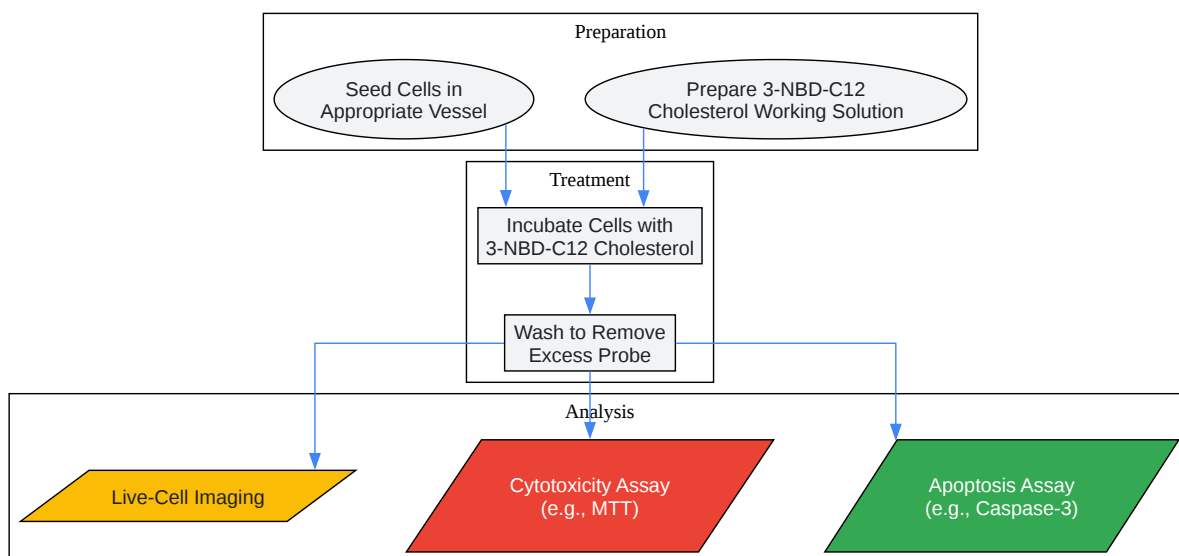 Preparation
Seed Cells in
Appropriate Vessel
Prepare 3-NBD-C12
Cholesterol Working Solution
Treatment
Incubate Cells with
3-NBD-C12 Cholesterol
Wash to Remove
Excess Probe
Analysis
Live-Cell Imaging
Cytotoxicity Assay
(e.g., MTT)
Apoptosis Assay
(e.g., Caspase-3)